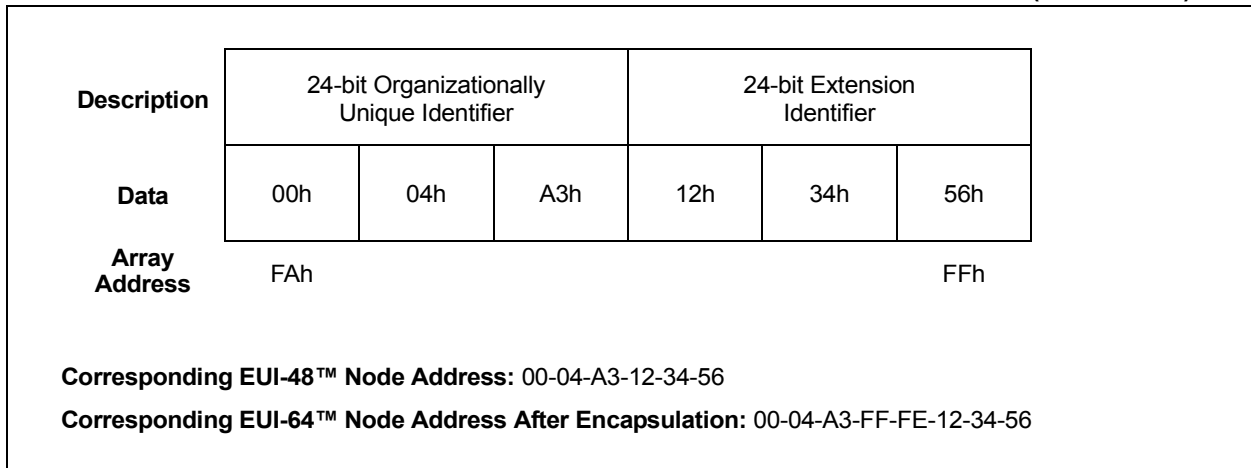 Description
24-bit Organizationally
Unique Identifier
24-bit Extension
Identifier
Data
00h
04h
A3h
12h
34h
56h
Array
Address
FAh
FFh
Corresponding EUI-48™ Node Address: 00-04-A3-12-34-56
Corresponding EUI-64™ Node Address After Encapsulation: 00-04-A3-FF-FE-12-34-56